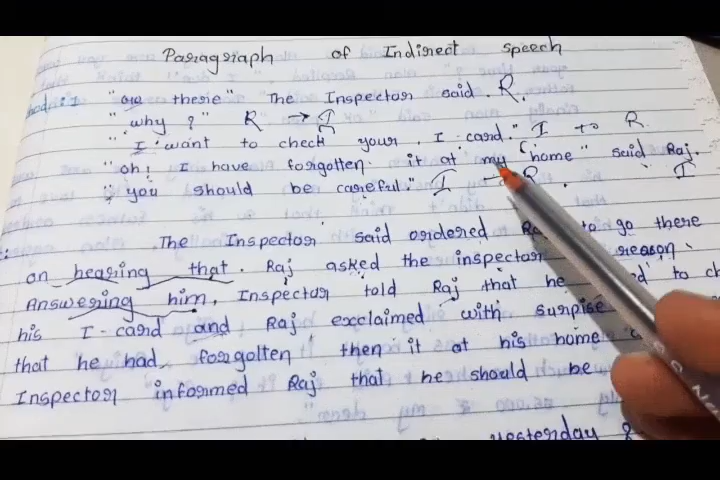 Paragraph of Indirect speech
"Go there" The Inspector said R.
"Why?" R → I
"I want to check your I-card." I to R
"Oh! I have forgotten it at my home" said Raj.
"You should be careful." I → R. I
The Inspector said ordered to go there
on hearing that. Raj asked the inspector reason.
Answering him, Inspector told Raj that he to
his I-card and Raj exclaimed with surprise
that he had forgotten then it at his home
Inspector informed Raj that he should be
yesterday